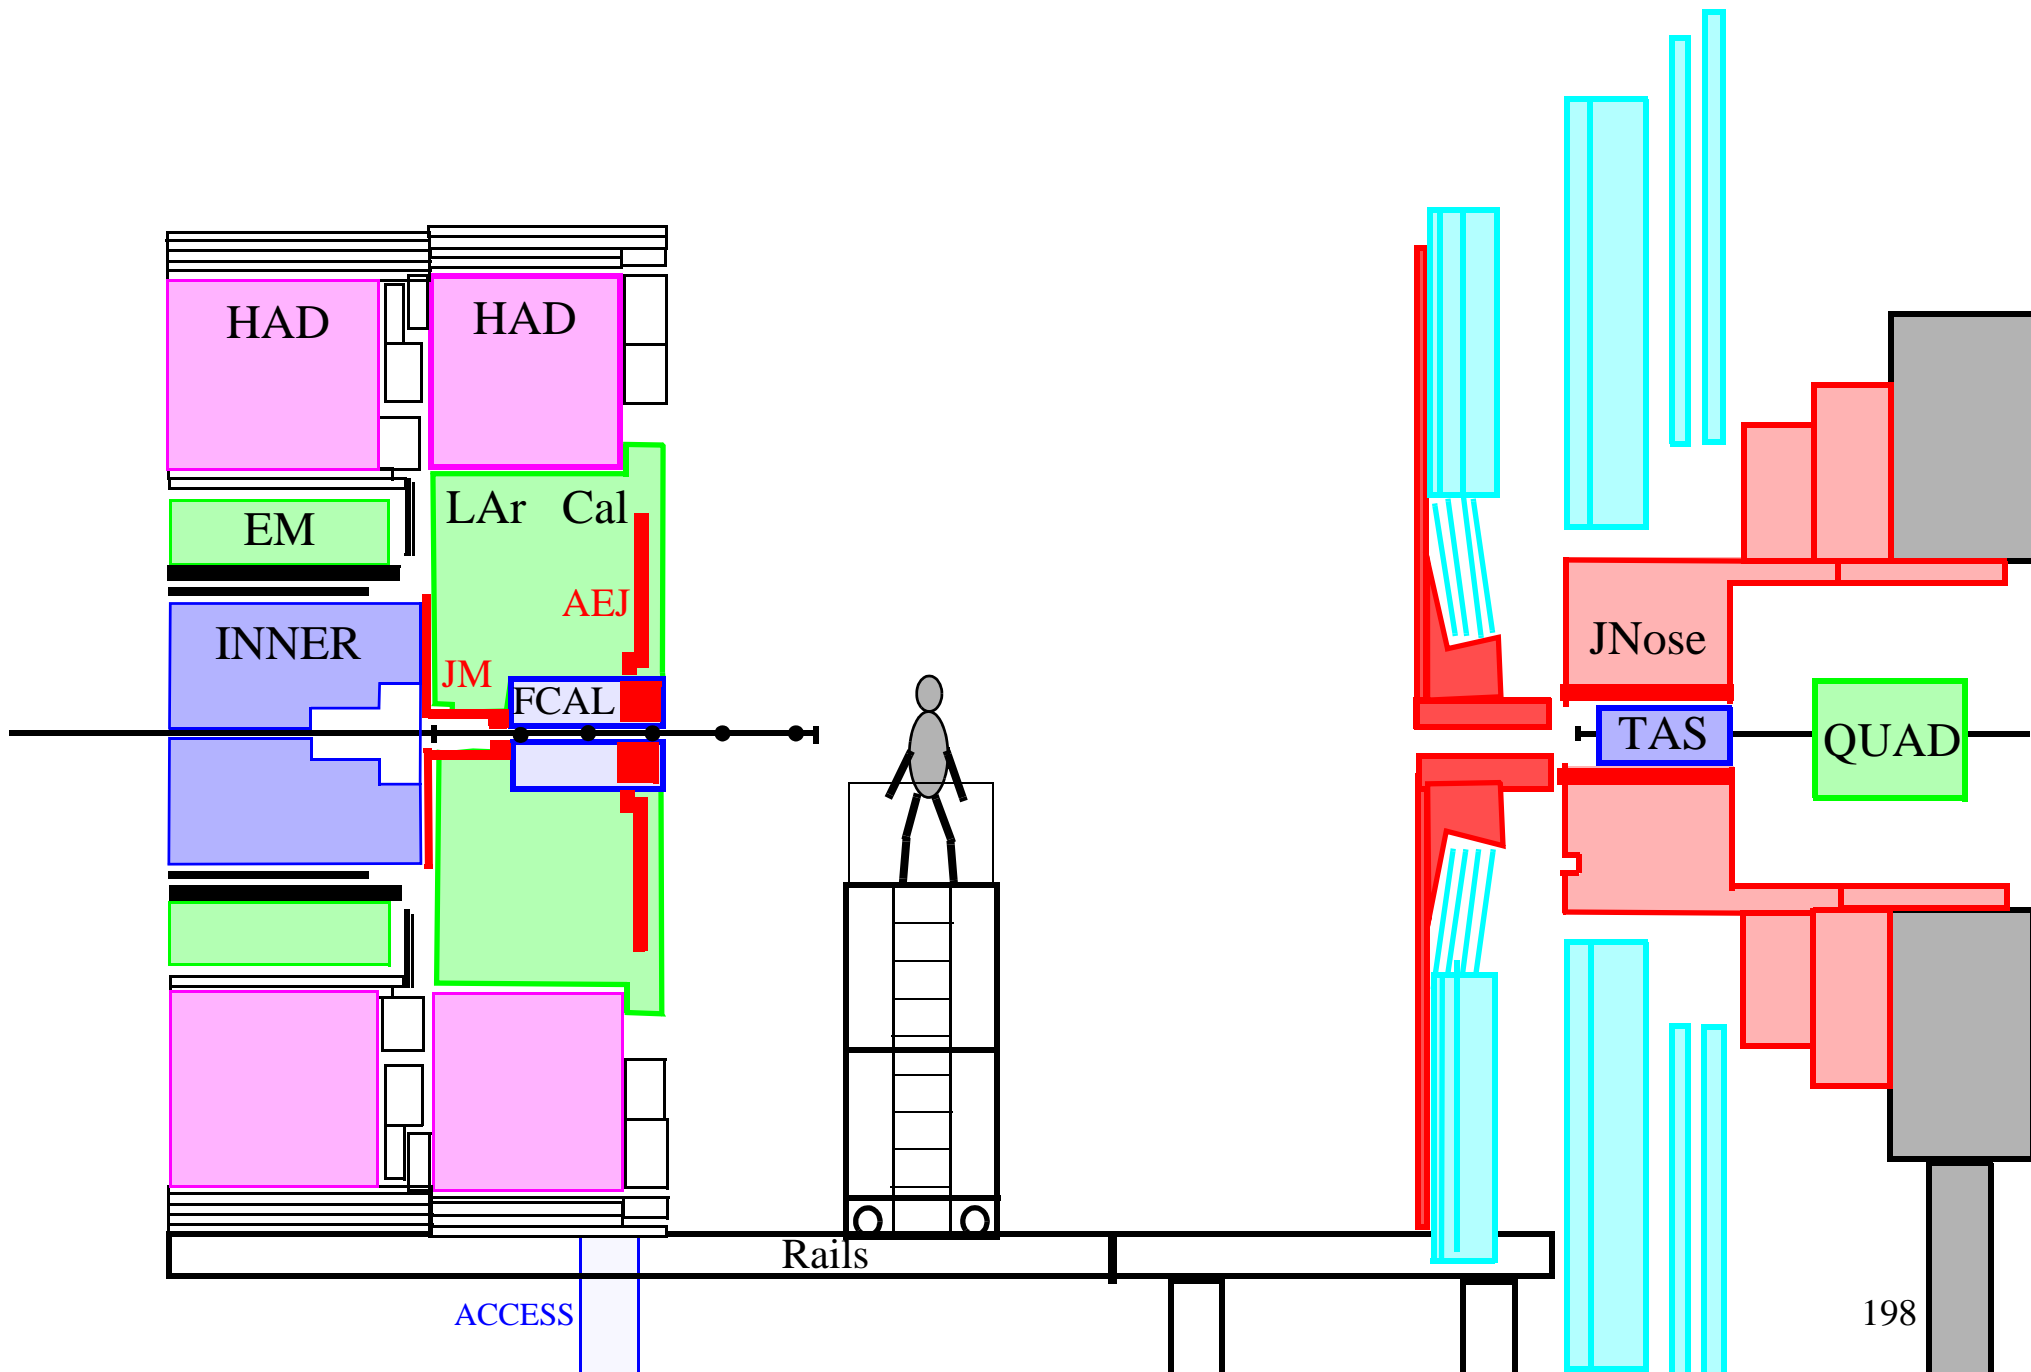 HAD HAD
LAr Cal
EM
AEJ
INNER
JM
FCAL
JNose
TAS
QUAD
Rails
ACCESS
198